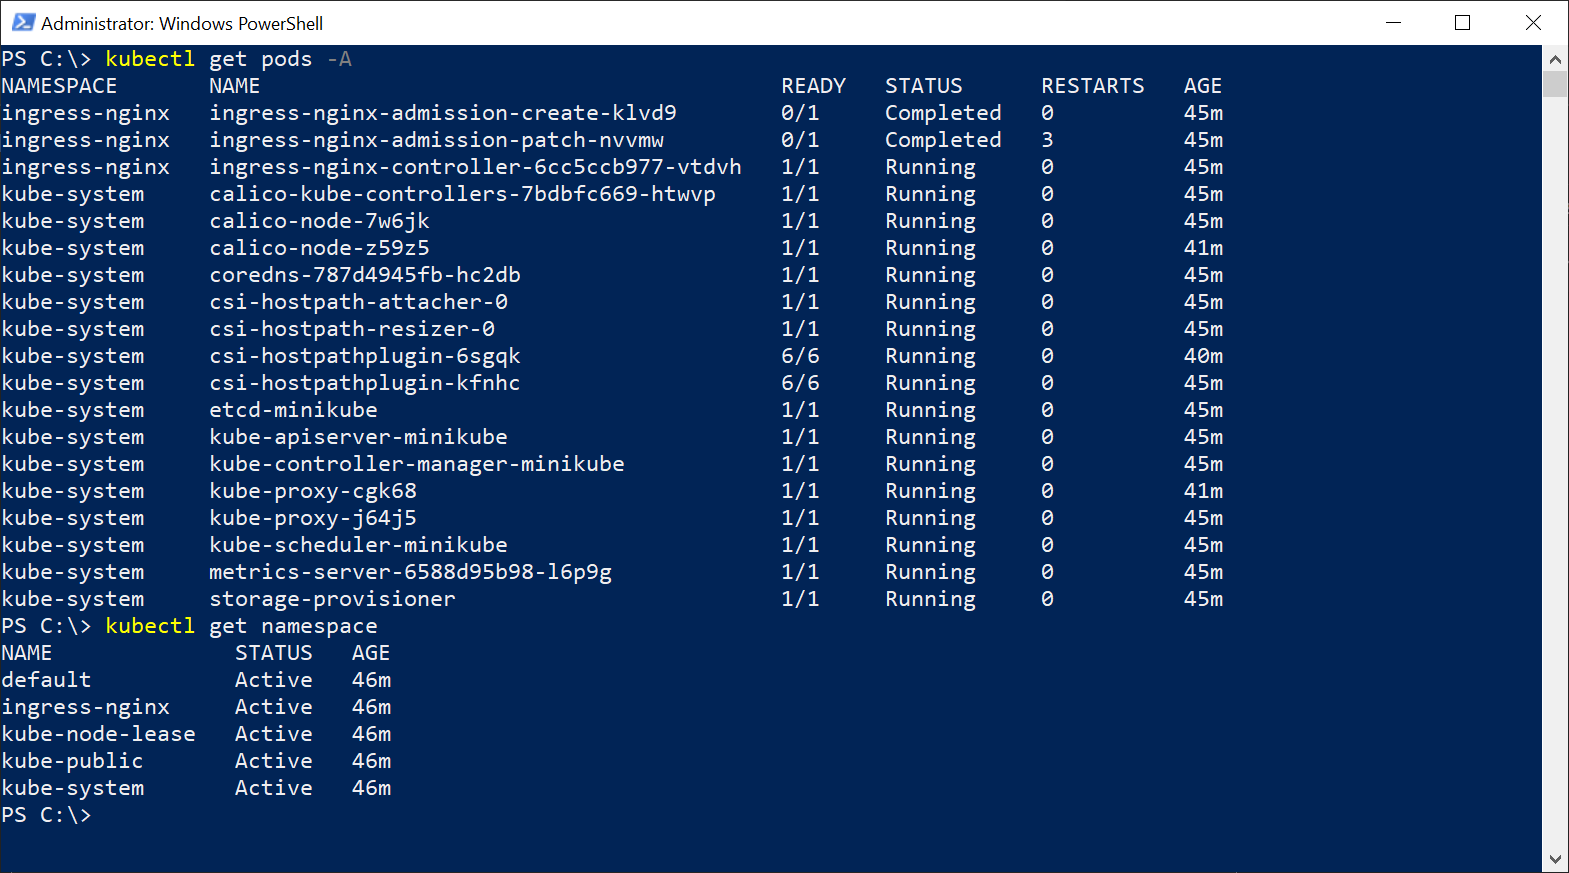 Administrator: Windows PowerShell
PS C:\> kubectl get pods -A
NAMESPACE NAME READY STATUS RESTARTS AGE
ingress-nginx ingress-nginx-admission-create-klvd9 0/1 Completed 0 45m
ingress-nginx ingress-nginx-admission-patch-nvvmw 0/1 Completed 3 45m
ingress-nginx ingress-nginx-controller-6cc5ccb977-vtdvh 1/1 Running 0 45m
kube-system calico-kube-controllers-7bdbfc669-htwvp 1/1 Running 0 45m
kube-system calico-node-7w6jk 1/1 Running 0 45m
kube-system calico-node-z59z5 1/1 Running 0 41m
kube-system coredns-787d4945fb-hc2db 1/1 Running 0 45m
kube-system csi-hostpath-attacher-0 1/1 Running 0 45m
kube-system csi-hostpath-resizer-0 1/1 Running 0 45m
kube-system csi-hostpathplugin-6sgqk 6/6 Running 0 40m
kube-system csi-hostpathplugin-kfnhc 6/6 Running 0 45m
kube-system etcd-minikube 1/1 Running 0 45m
kube-system kube-apiserver-minikube 1/1 Running 0 45m
kube-system kube-controller-manager-minikube 1/1 Running 0 45m
kube-system kube-proxy-cgk68 1/1 Running 0 41m
kube-system kube-proxy-j64j5 1/1 Running 0 45m
kube-system kube-scheduler-minikube 1/1 Running 0 45m
kube-system metrics-server-6588d95b98-l6p9g 1/1 Running 0 45m
kube-system storage-provisioner 1/1 Running 0 45m
PS C:\> kubectl get namespace
NAME STATUS AGE
default Active 46m
ingress-nginx Active 46m
kube-node-lease Active 46m
kube-public Active 46m
kube-system Active 46m
PS C:\>